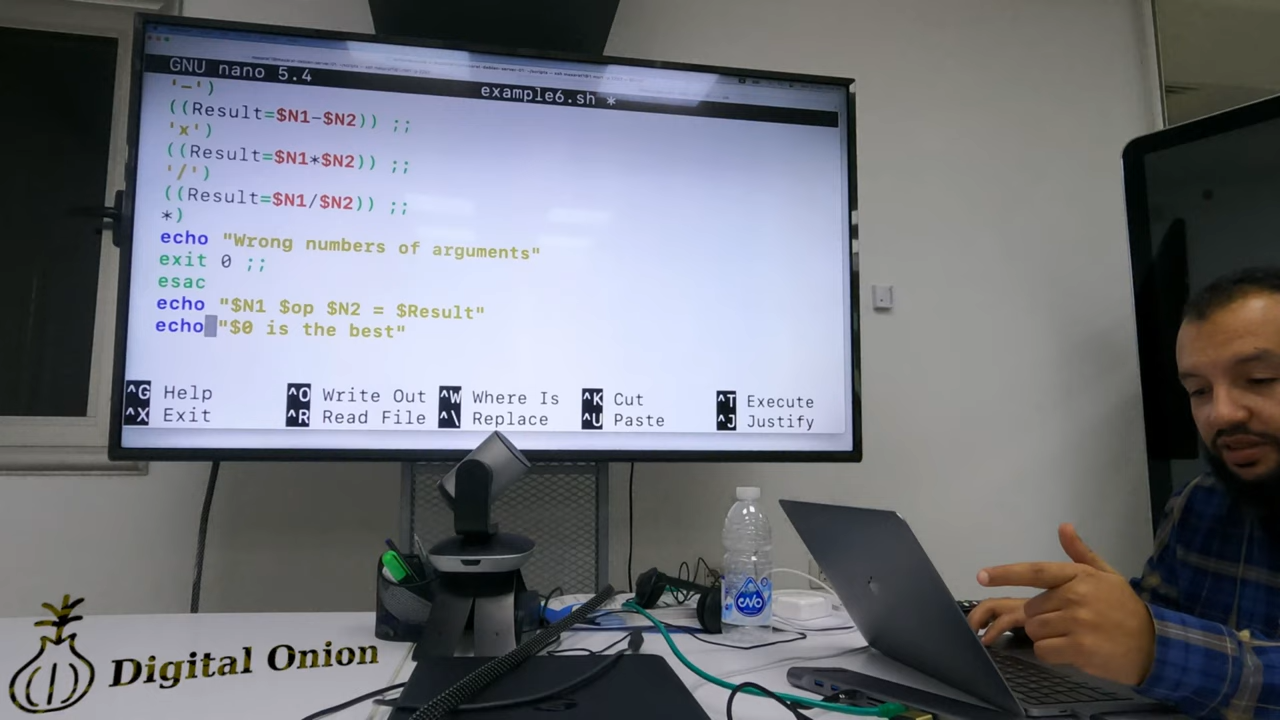 GNU nano 5.4
example6.sh *
'-')
((Result=$N1-$N2)) ;;
'x')
((Result=$N1*$N2)) ;;
'/')
((Result=$N1/$N2)) ;;
*)
echo "Wrong numbers of arguments"
exit 0 ;;
esac
echo "$N1 $op $N2 = $Result"
echo "$0 is the best"
^G Help ^O Write Out ^W Where Is ^K Cut ^T Execute
^X Exit ^R Read File ^\ Replace ^U Paste ^J Justify
Digital Onion